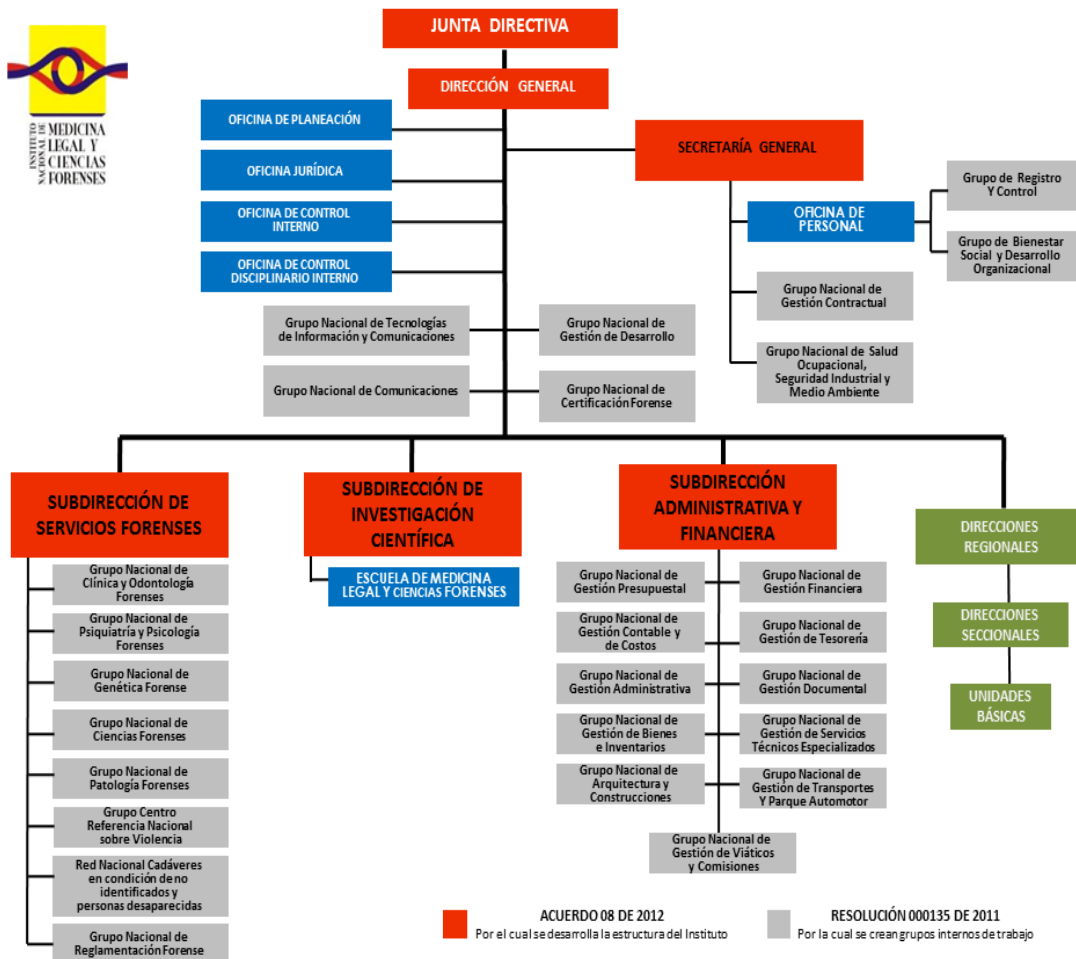 INSTITUTO
NACIONAL DE
MEDICINA
LEGAL Y
CIENCIAS
FORENSES
JUNTA DIRECTIVA
DIRECCIÓN GENERAL
OFICINA DE PLANEACIÓN
OFICINA JURÍDICA
OFICINA DE CONTROL
INTERNO
OFICINA DE CONTROL
DISCIPLINARIO INTERNO
SECRETARÍA GENERAL
OFICINA DE
PERSONAL
Grupo de Registro
Y Control
Grupo de Bienestar
Social y Desarrollo
Organizacional
Grupo Nacional de
Gestión Contractual
Grupo Nacional de Salud
Ocupacional,
Seguridad Industrial y
Medio Ambiente
Grupo Nacional de Tecnologías
de Información y Comunicaciones
Grupo Nacional de
Gestión de Desarrollo
Grupo Nacional de Comunicaciones
Grupo Nacional de
Certificación Forense
SUBDIRECCIÓN DE
SERVICIOS FORENSES
Grupo Nacional de
Clínica y Odontología
Forenses
Grupo Nacional de
Psiquiatría y Psicología
Forenses
Grupo Nacional de
Genética Forense
Grupo Nacional de
Ciencias Forenses
Grupo Nacional de
Patología Forenses
Grupo Centro
Referencia Nacional
sobre Violencia
Red Nacional Cadáveres
en condición de no
identificados y
personas desaparecidas
Grupo Nacional de
Reglamentación Forense
SUBDIRECCIÓN DE
INVESTIGACIÓN
CIENTÍFICA
ESCUELA DE MEDICINA
LEGAL Y CIENCIAS FORENSES
SUBDIRECCIÓN
ADMINISTRATIVA Y
FINANCIERA
Grupo Nacional de
Gestión Presupuestal
Grupo Nacional de
Gestión Financiera
Grupo Nacional de
Gestión Contable y
de Costos
Grupo Nacional de
Gestión de Tesorería
Grupo Nacional de
Gestión Administrativa
Grupo Nacional de
Gestión Documental
Grupo Nacional de
Gestión de Bienes
e Inventarios
Grupo Nacional de
Gestión de Servicios
Técnicos Especializados
Grupo Nacional de
Arquitectura y
Construcciones
Grupo Nacional de
Gestión de Transportes
Y Parque Automotor
Grupo Nacional de
Gestión de Viáticos
y Comisiones
DIRECCIONES
REGIONALES
DIRECCIONES
SECCIONALES
UNIDADES
BÁSICAS
ACUERDO 08 DE 2012
Por el cual se desarrolla la estructura del Instituto
RESOLUCIÓN 000135 DE 2011
Por la cual se crean grupos internos de trabajo